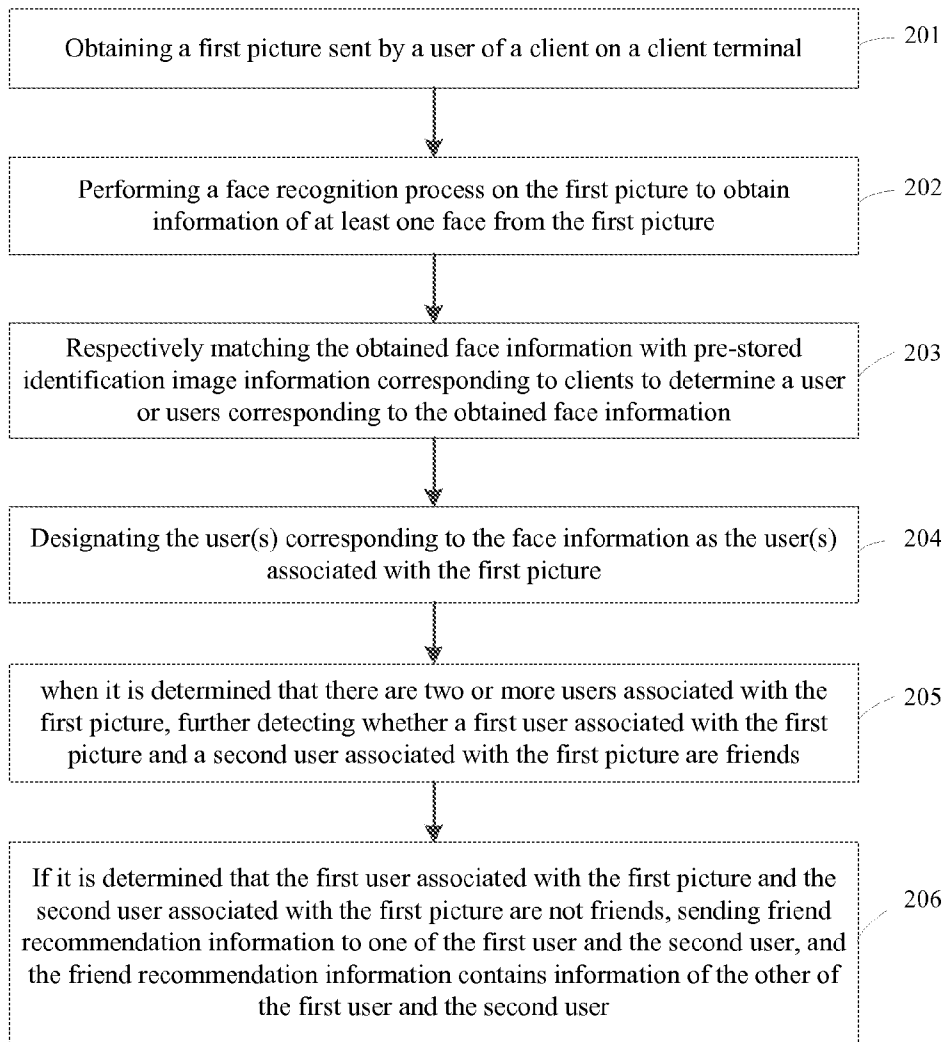 Obtaining a first picture sent by a user of a client on a client terminal
201
Performing a face recognition process on the first picture to obtain
information of at least one face from the first picture
202
Respectively matching the obtained face information with pre-stored
identification image information corresponding to clients to determine a user
or users corresponding to the obtained face information
203
Designating the user(s) corresponding to the face information as the user(s)
associated with the first picture
204
when it is determined that there are two or more users associated with the
first picture, further detecting whether a first user associated with the first
picture and a second user associated with the first picture are friends
205
If it is determined that the first user associated with the first picture and the
second user associated with the first picture are not friends, sending friend
recommendation information to one of the first user and the second user, and
the friend recommendation information contains information of the other of
the first user and the second user
206